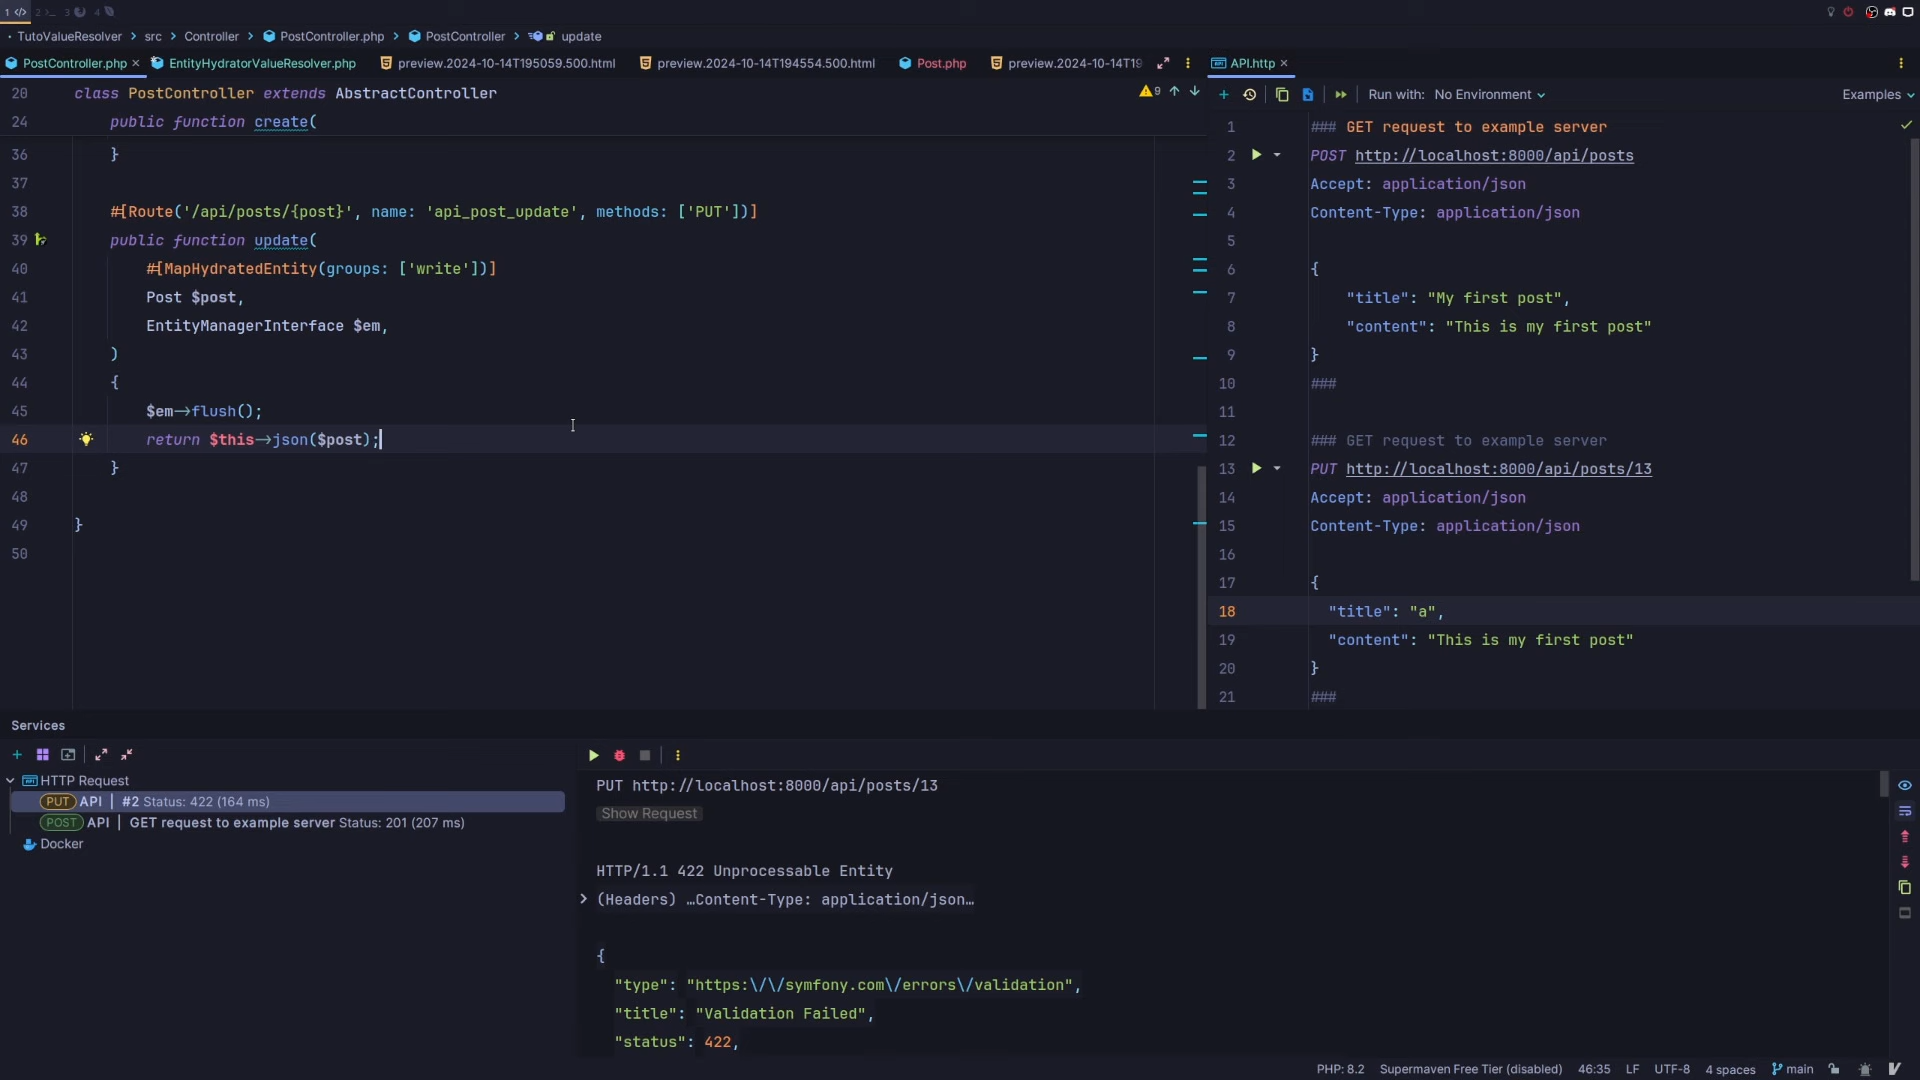 1 </> 2 3 4
TutoValueResolver > src > Controller > PostController.php > PostController > update
PostController.php × EntityHydratorValueResolver.php preview.2024-10-14T195059.500.html preview.2024-10-14T194554.500.html Post.php preview.2024-10-14T19
API.http ×
20 class PostController extends AbstractController
9
24 public function create(
36 }
37
38 #[Route('/api/posts/{post}', name: 'api_post_update', methods: ['PUT'])]
39 public function update(
40 #[MapHydratedEntity(groups: ['write'])]
41 Post $post,
42 EntityManagerInterface $em,
43 )
44 {
45 $em→flush();
46 return $this→json($post);
47 }
48
49 }
50
Run with: No Environment
Examples
1 ### GET request to example server
2 POST http://localhost:8000/api/posts
3 Accept: application/json
4 Content-Type: application/json
5
6 {
7 "title": "My first post",
8 "content": "This is my first post"
9 }
10 ###
11
12 ### GET request to example server
13 PUT http://localhost:8000/api/posts/13
14 Accept: application/json
15 Content-Type: application/json
16
17 {
18 "title": "a",
19 "content": "This is my first post"
20 }
21 ###
Services
HTTP Request
PUT API | #2 Status: 422 (164 ms)
POST API | GET request to example server Status: 201 (207 ms)
Docker
PUT http://localhost:8000/api/posts/13
Show Request
HTTP/1.1 422 Unprocessable Entity
> (Headers) …Content-Type: application/json…
{
"type": "https:\/\/symfony.com\/errors\/validation",
"title": "Validation Failed",
"status": 422,
PHP: 8.2 Supermaven Free Tier (disabled) 46:35 LF UTF-8 4 spaces main